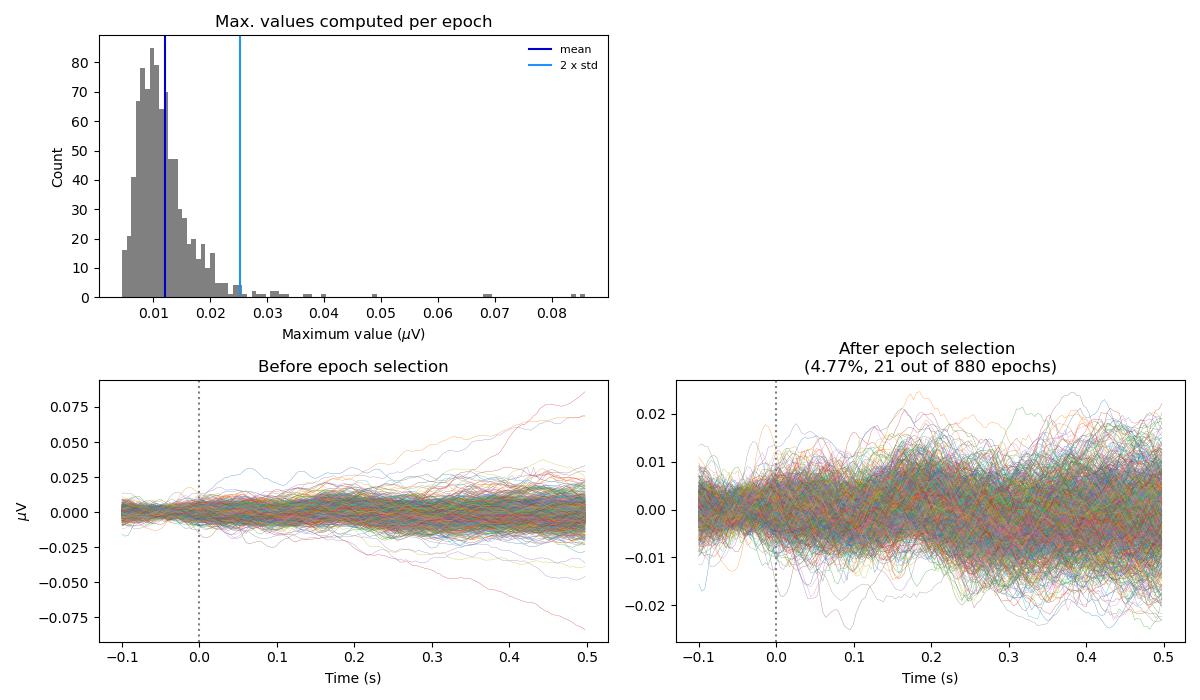 Max. values computed per epoch
mean
2 x std
Count
80
70
60
50
40
30
20
10
0
0.01 0.02 0.03 0.04 0.05 0.06 0.07 0.08
Maximum value (μV)
Before epoch selection
μV
0.075
0.050
0.025
0.000
−0.025
−0.050
−0.075
−0.1 0.0 0.1 0.2 0.3 0.4 0.5
Time (s)
After epoch selection
(4.77%, 21 out of 880 epochs)
0.02
0.01
0.00
−0.01
−0.02
−0.1 0.0 0.1 0.2 0.3 0.4 0.5
Time (s)